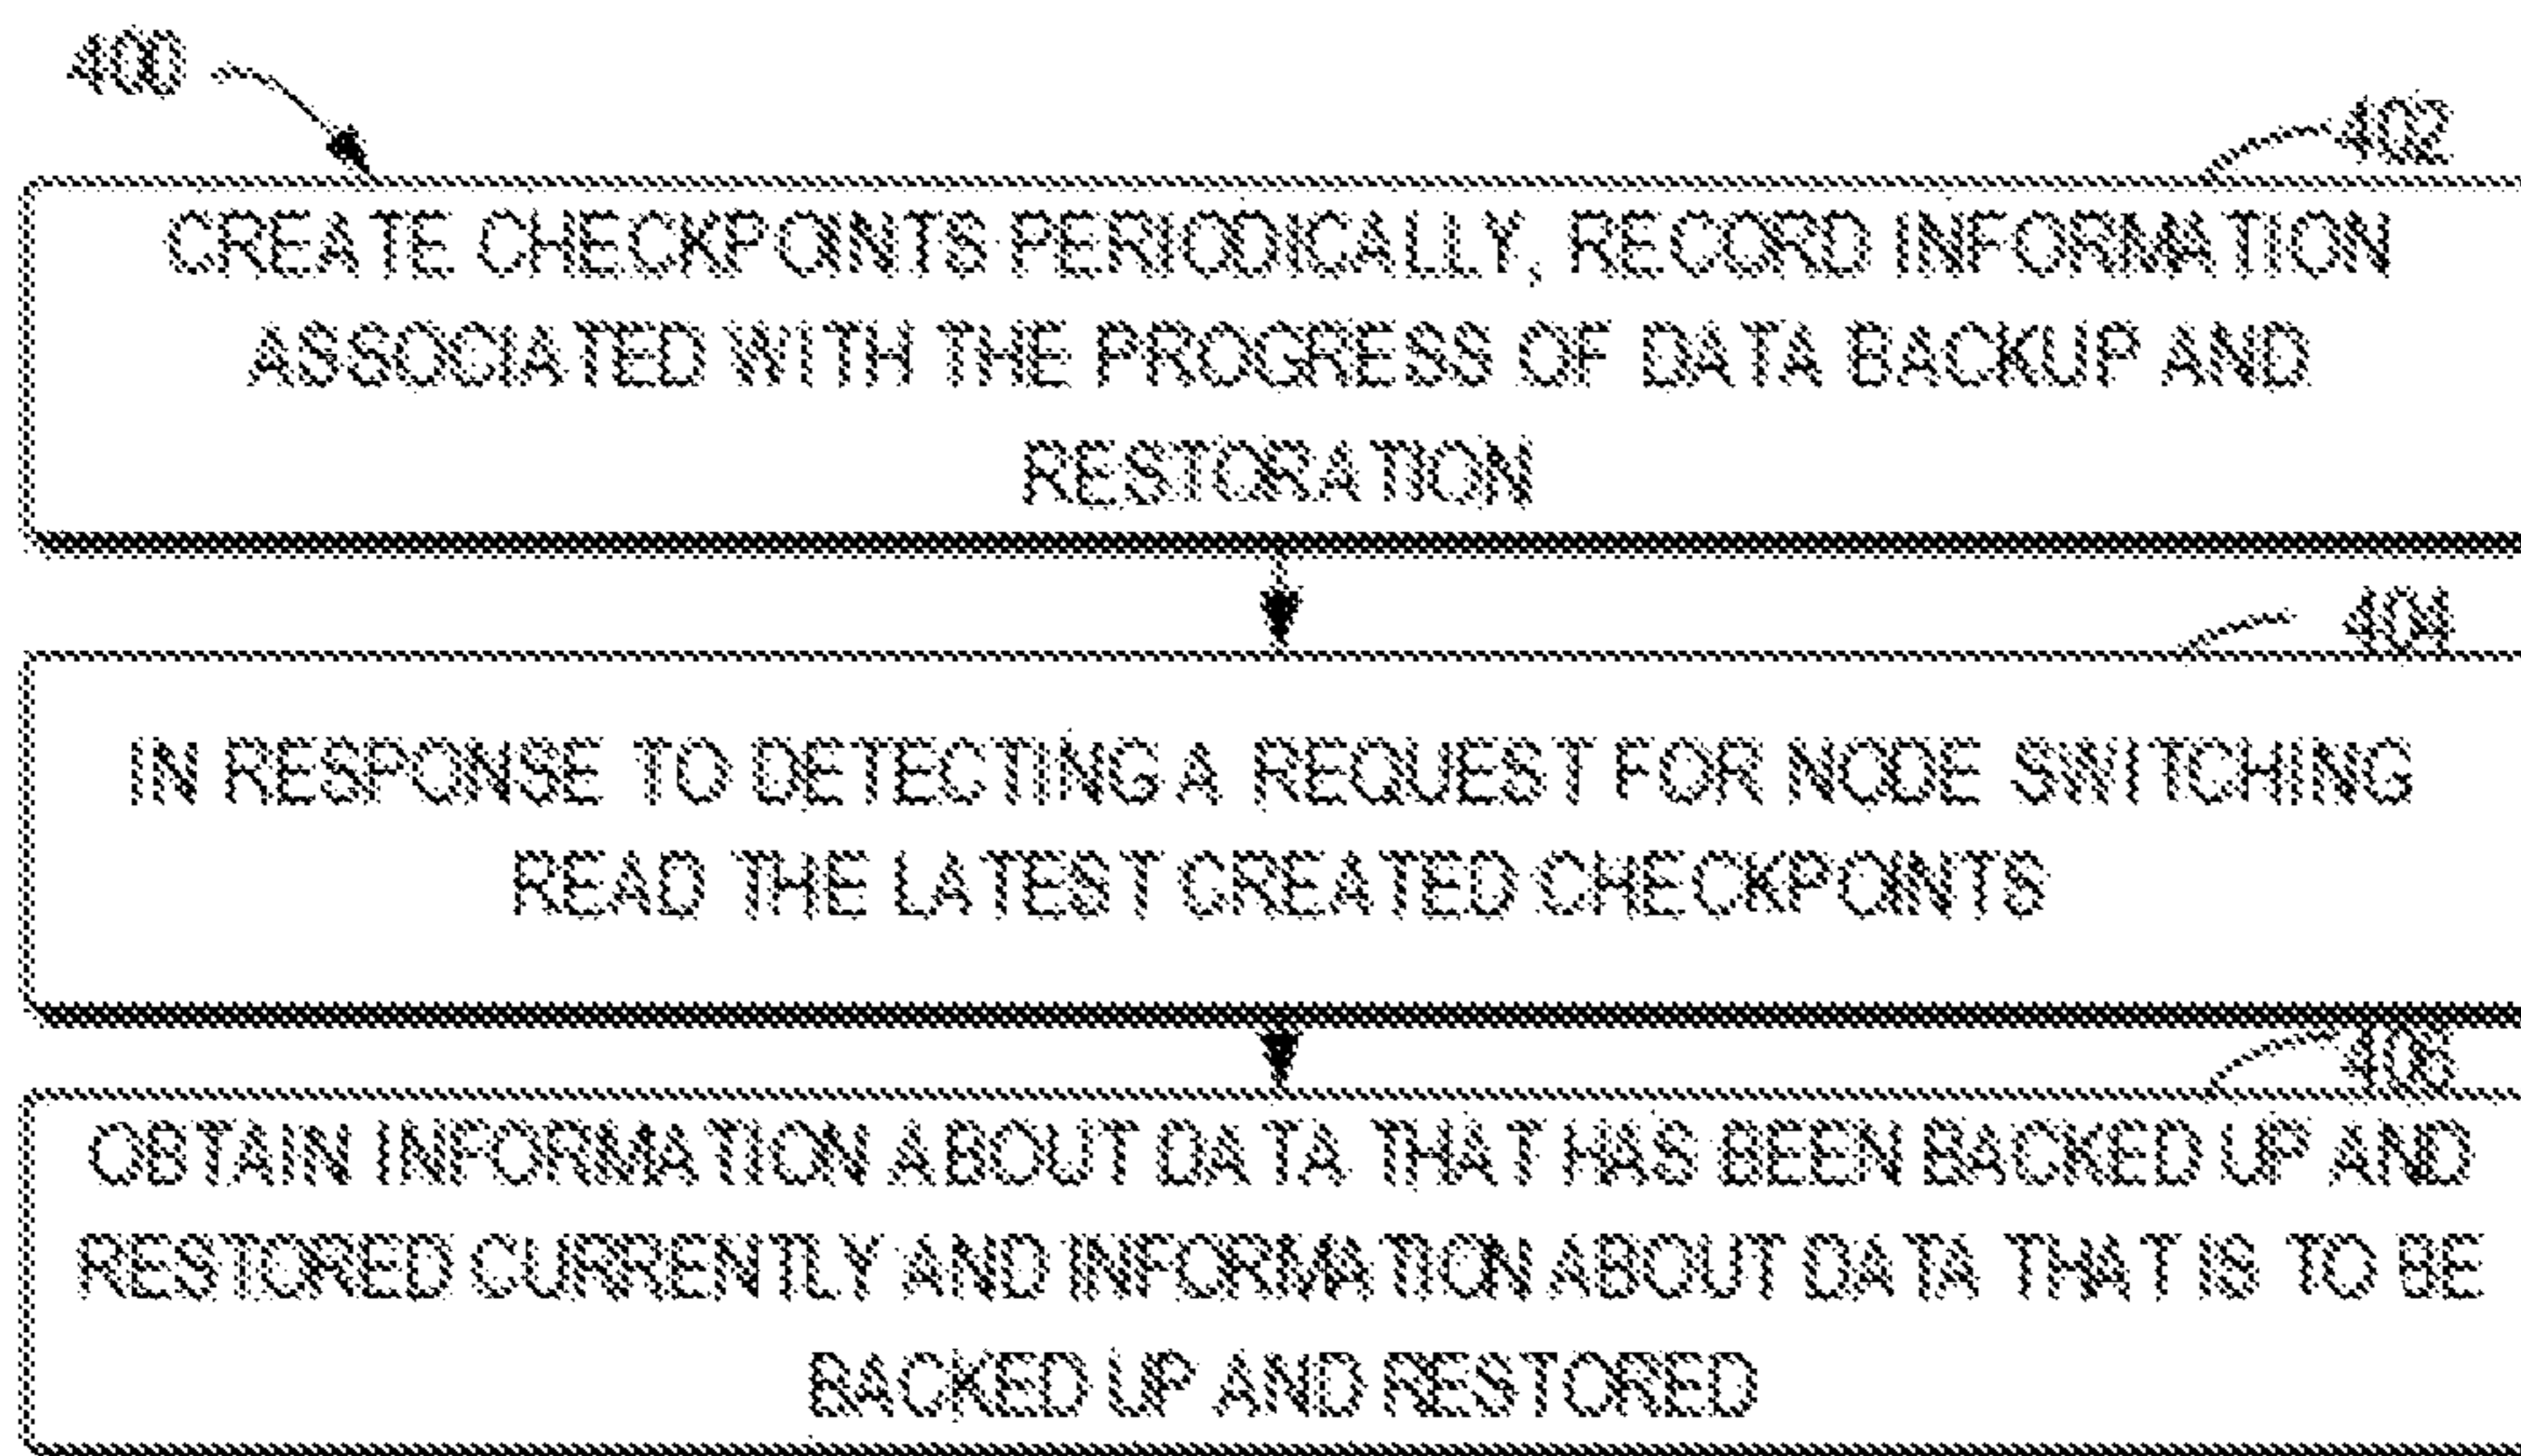 400
402
CREATE CHECKPOINTS PERIODICALLY, RECORD INFORMATION
ASSOCIATED WITH THE PROGRESS OF DATA BACKUP AND
RESTORATION
404
IN RESPONSE TO DETECTING A REQUEST FOR NODE SWITCHING
READ THE LATEST CREATED CHECKPOINTS
406
OBTAIN INFORMATION ABOUT DATA THAT HAS BEEN BACKED UP AND
RESTORED CURRENTLY AND INFORMATION ABOUT DATA THAT IS TO BE
BACKED UP AND RESTORED